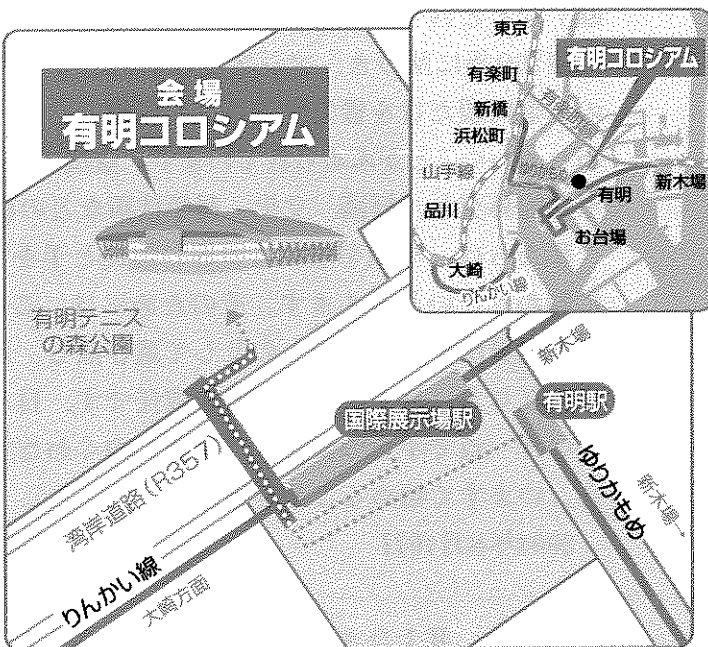 会場
有明コロシアム
有明テニス
の森公園
国際展示場駅
有明駅
新木場
湾岸道路(R357)
りんかい線
大崎方面
ゆりかもめ
新木場→
東京
有楽町
新橋
浜松町
山手線
品川
大崎
りんかい線
有明コロシアム
有明
新木場
お台場